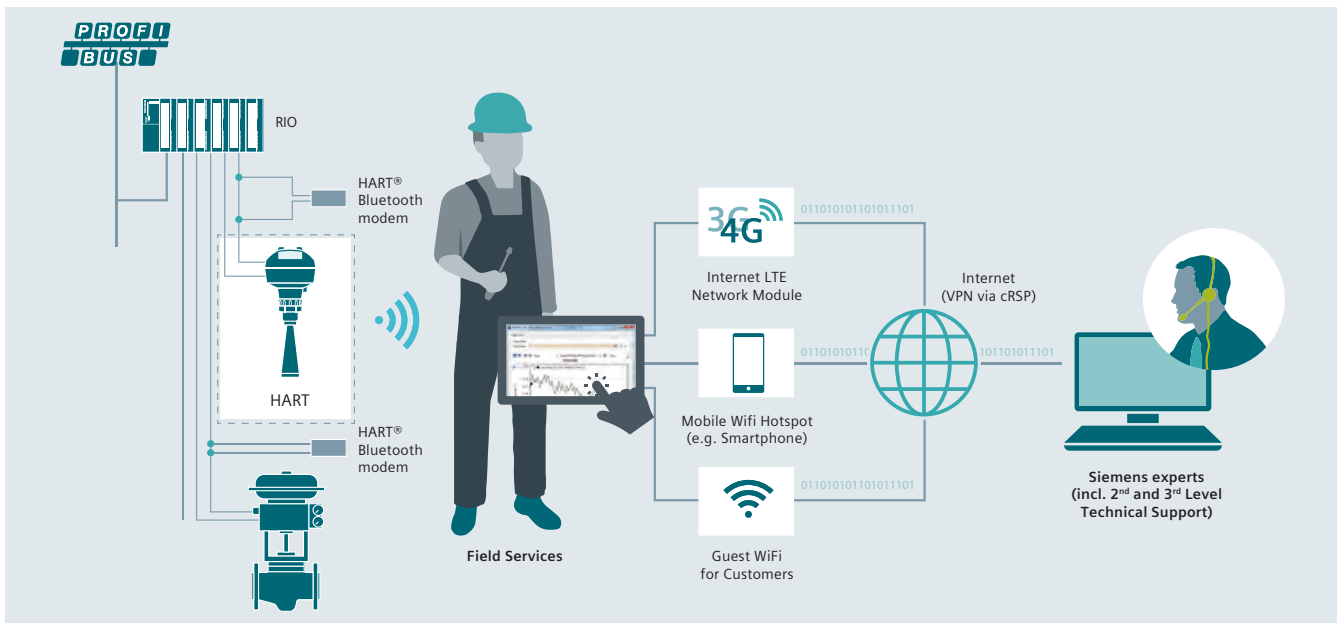 PROFI
BUS
RIO
HART®
Bluetooth
modem
HART
HART®
Bluetooth
modem
Field Services
3G
4G
011010101101011101
Internet LTE
Network Module
Internet
(VPN via cRSP)
01101010110
101101011101
Mobile Wifi Hotspot
(e.g. Smartphone)
011010101101011101
Guest WiFi
for Customers
Siemens experts
(incl. 2nd and 3rd Level
Technical Support)